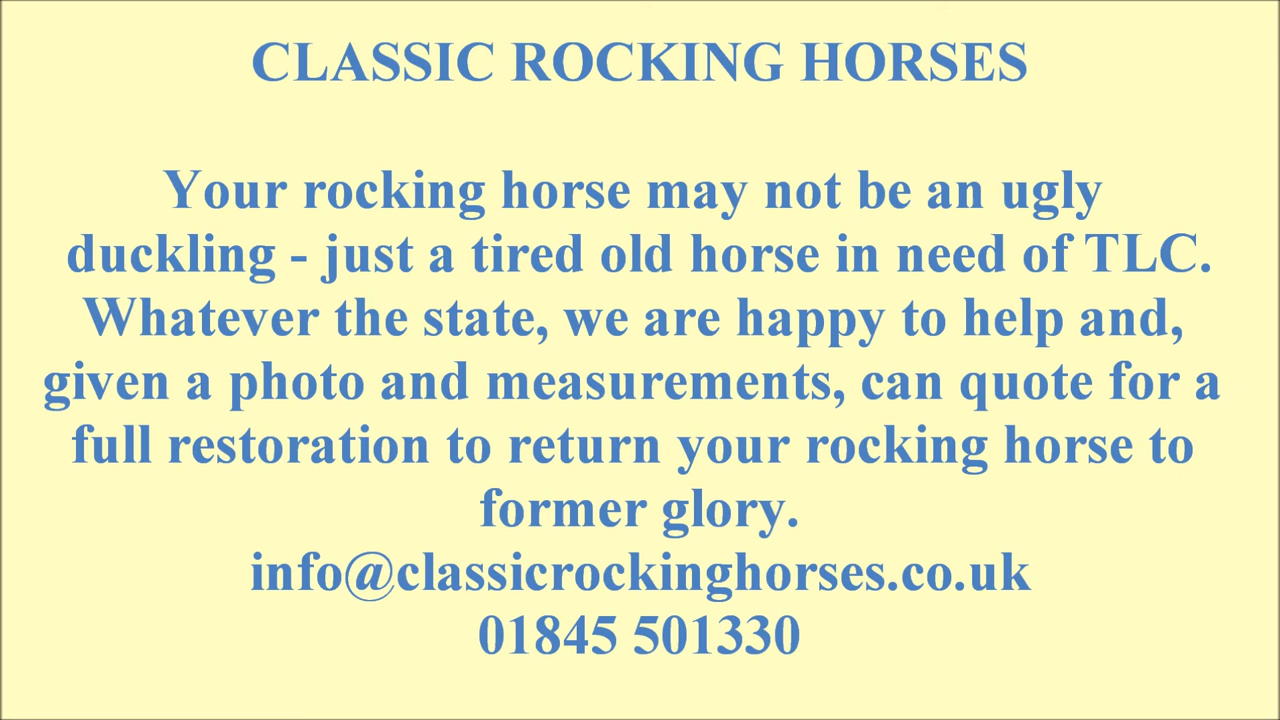 CLASSIC ROCKING HORSES
Your rocking horse may not be an ugly
duckling - just a tired old horse in need of TLC.
Whatever the state, we are happy to help and,
given a photo and measurements, can quote for a
full restoration to return your rocking horse to
former glory.
info@classicrockinghorses.co.uk
01845 501330